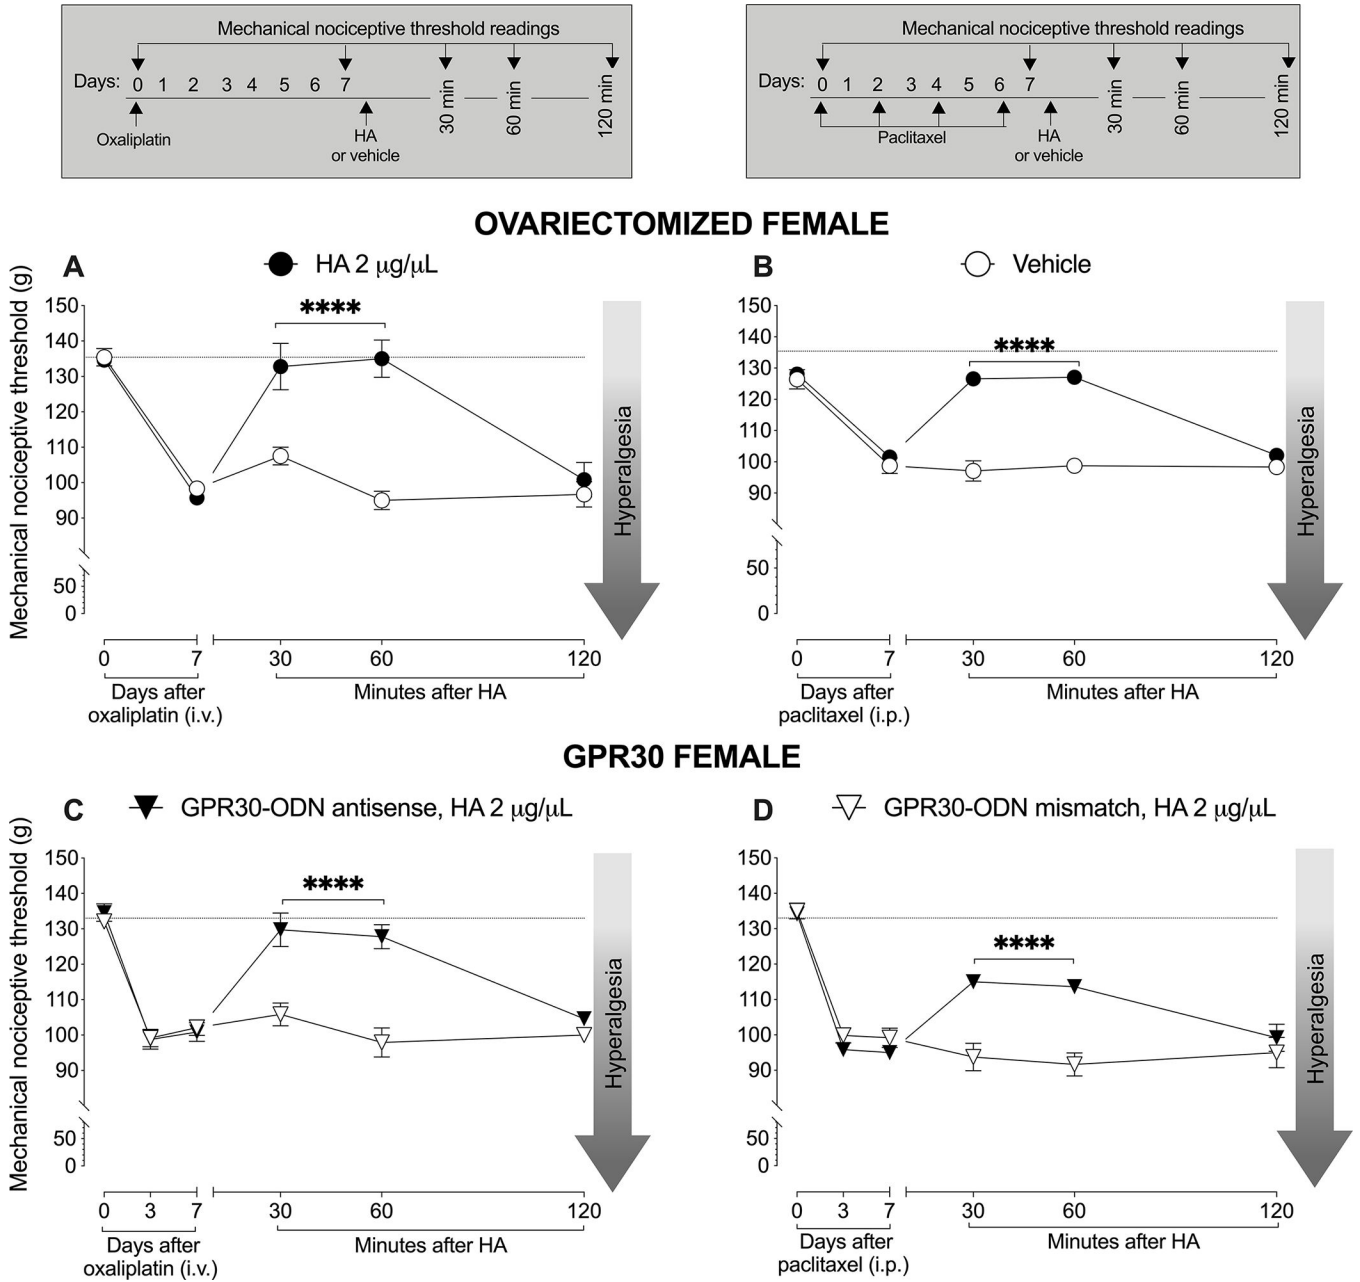 Mechanical nociceptive threshold readings
Days: 0 1 2 3 4 5 6 7 30 min 60 min 120 min
Oxaliplatin
HA
or vehicle
Mechanical nociceptive threshold readings
Days: 0 1 2 3 4 5 6 7 30 min 60 min 120 min
Paclitaxel
HA
or vehicle
OVARIECTOMIZED FEMALE
A
HA 2 μg/μL
Mechanical nociceptive threshold (g)
150
140
130
120
110
100
90
50
0
****
Hyperalgesia
0 7 30 60 120
Days after
oxaliplatin (i.v.)
Minutes after HA
B
Vehicle
150
140
130
120
110
100
90
50
0
****
Hyperalgesia
0 7 30 60 120
Days after
paclitaxel (i.p.)
Minutes after HA
GPR30 FEMALE
C
GPR30-ODN antisense, HA 2 μg/μL
Mechanical nociceptive threshold (g)
150
140
130
120
110
100
90
50
0
****
Hyperalgesia
0 3 7 30 60 120
Days after
oxaliplatin (i.v.)
Minutes after HA
D
GPR30-ODN mismatch, HA 2 μg/μL
150
140
130
120
110
100
90
50
0
****
Hyperalgesia
0 3 7 30 60 120
Days after
paclitaxel (i.p.)
Minutes after HA